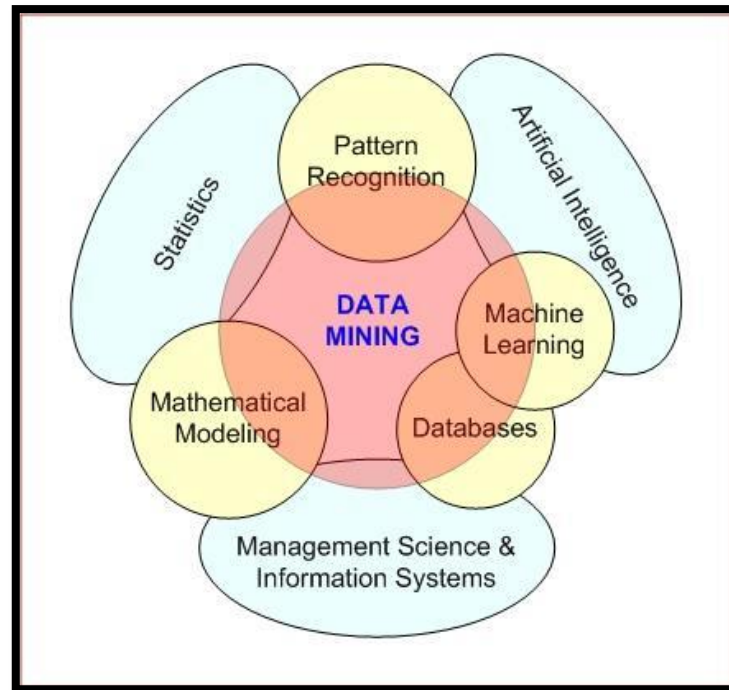 Pattern
Recognition
Statistics
Artificial Intelligence
DATA
MINING
Machine
Learning
Mathematical
Modeling
Databases
Management Science &
Information Systems